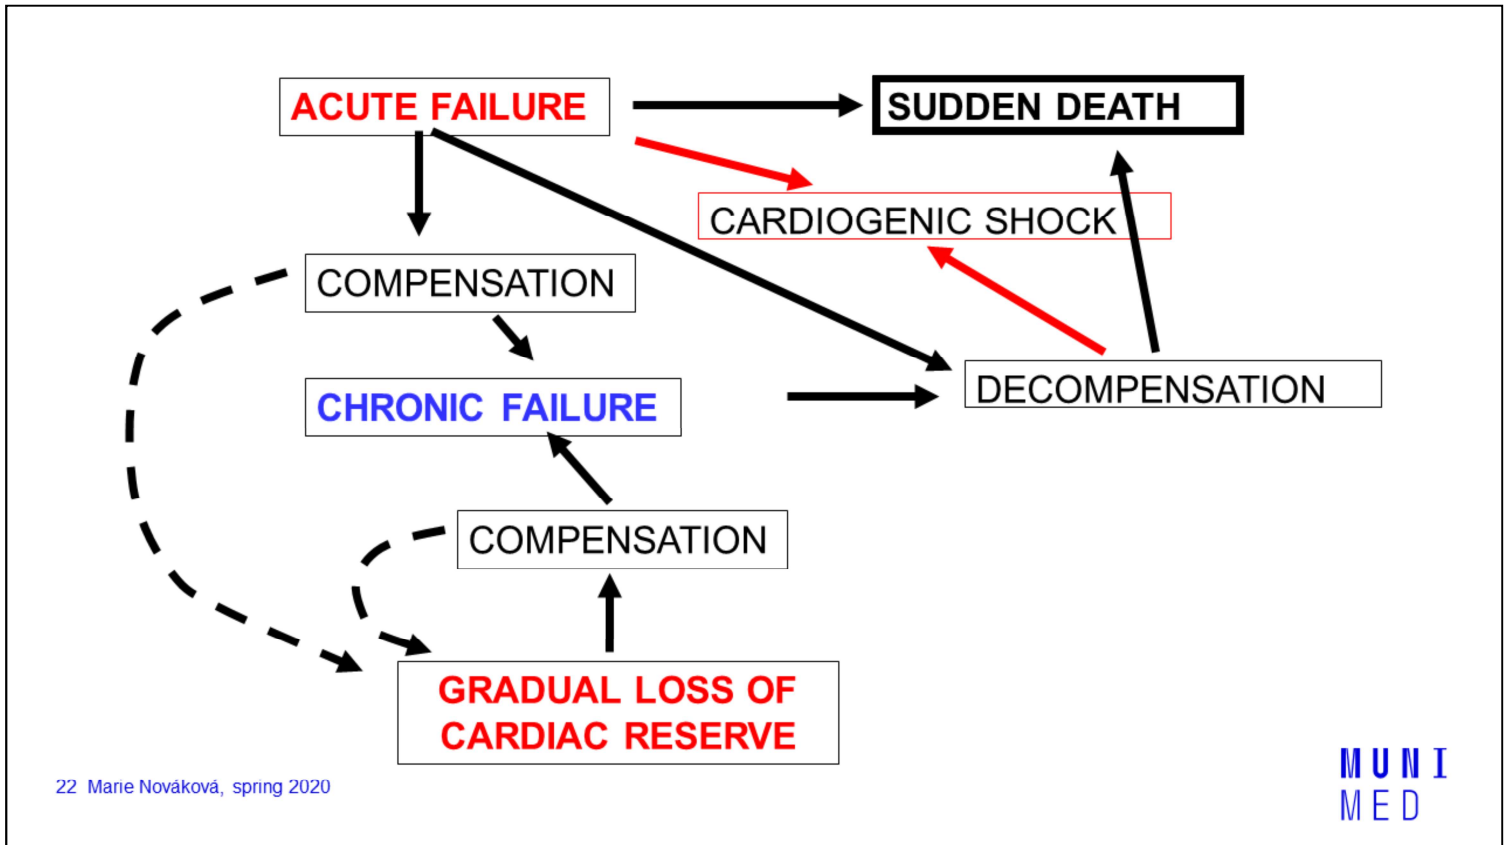 ACUTE FAILURE
SUDDEN DEATH
CARDIOGENIC SHOCK
COMPENSATION
DECOMPENSATION
CHRONIC FAILURE
COMPENSATION
GRADUAL LOSS OF
CARDIAC RESERVE
22 Marie Nováková, spring 2020
MUNI
MED